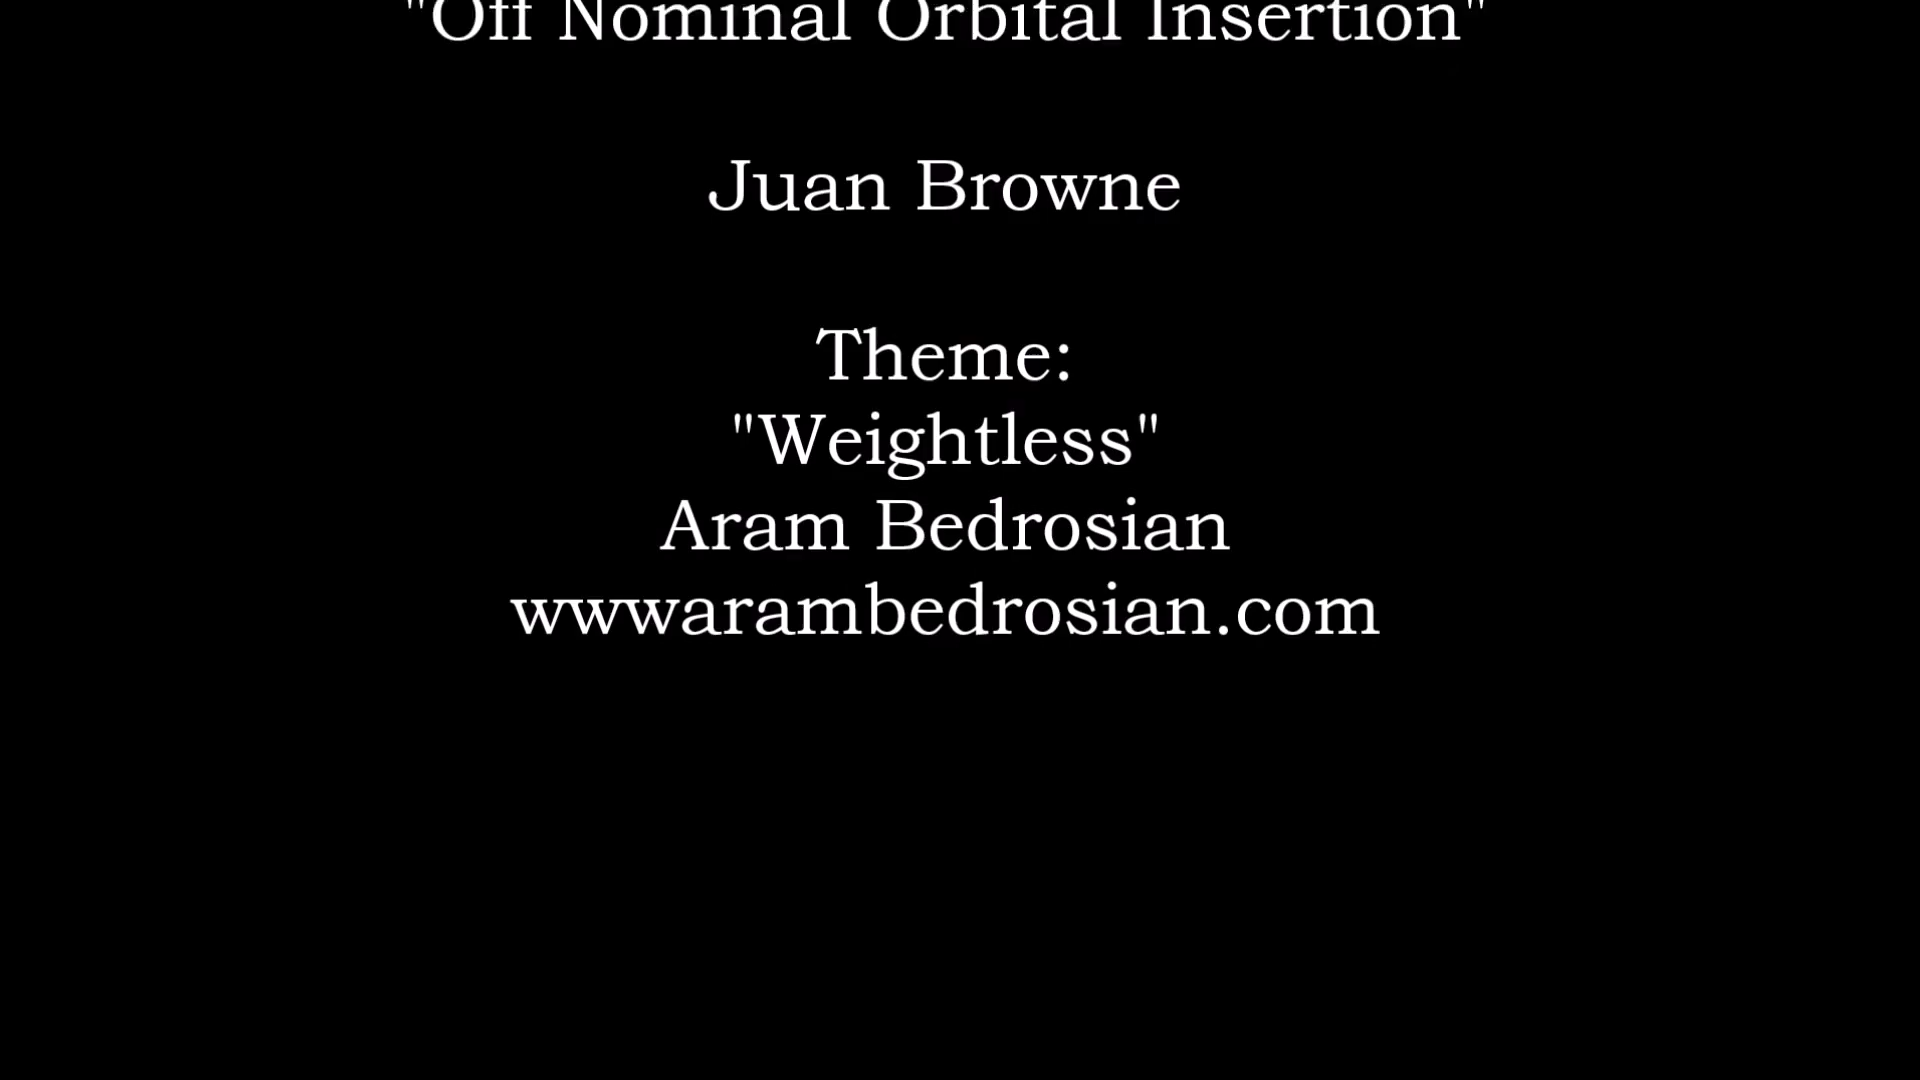 "Off Nominal Orbital Insertion"
Juan Browne
Theme:
"Weightless"
Aram Bedrosian
wwwarambedrosian.com